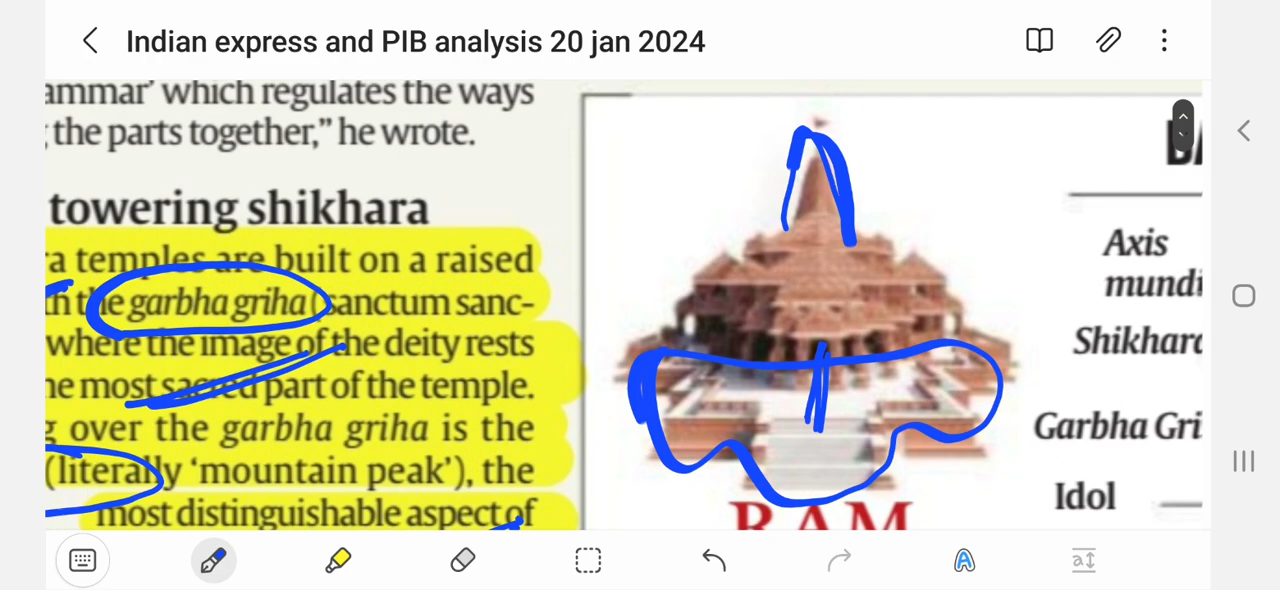 Indian express and PIB analysis 20 jan 2024
ammar’ which regulates the ways
the parts together,” he wrote.
towering shikhara
a temples are built on a raised
the garbha griha (sanctum sanc-
where the image of the deity rests
most sacred part of the temple.
over the garbha griha is the
(literally ‘mountain peak’), the
most distinguishable aspect of
Axis
mundi
Shikhara
Garbha Gri
Idol
RAM